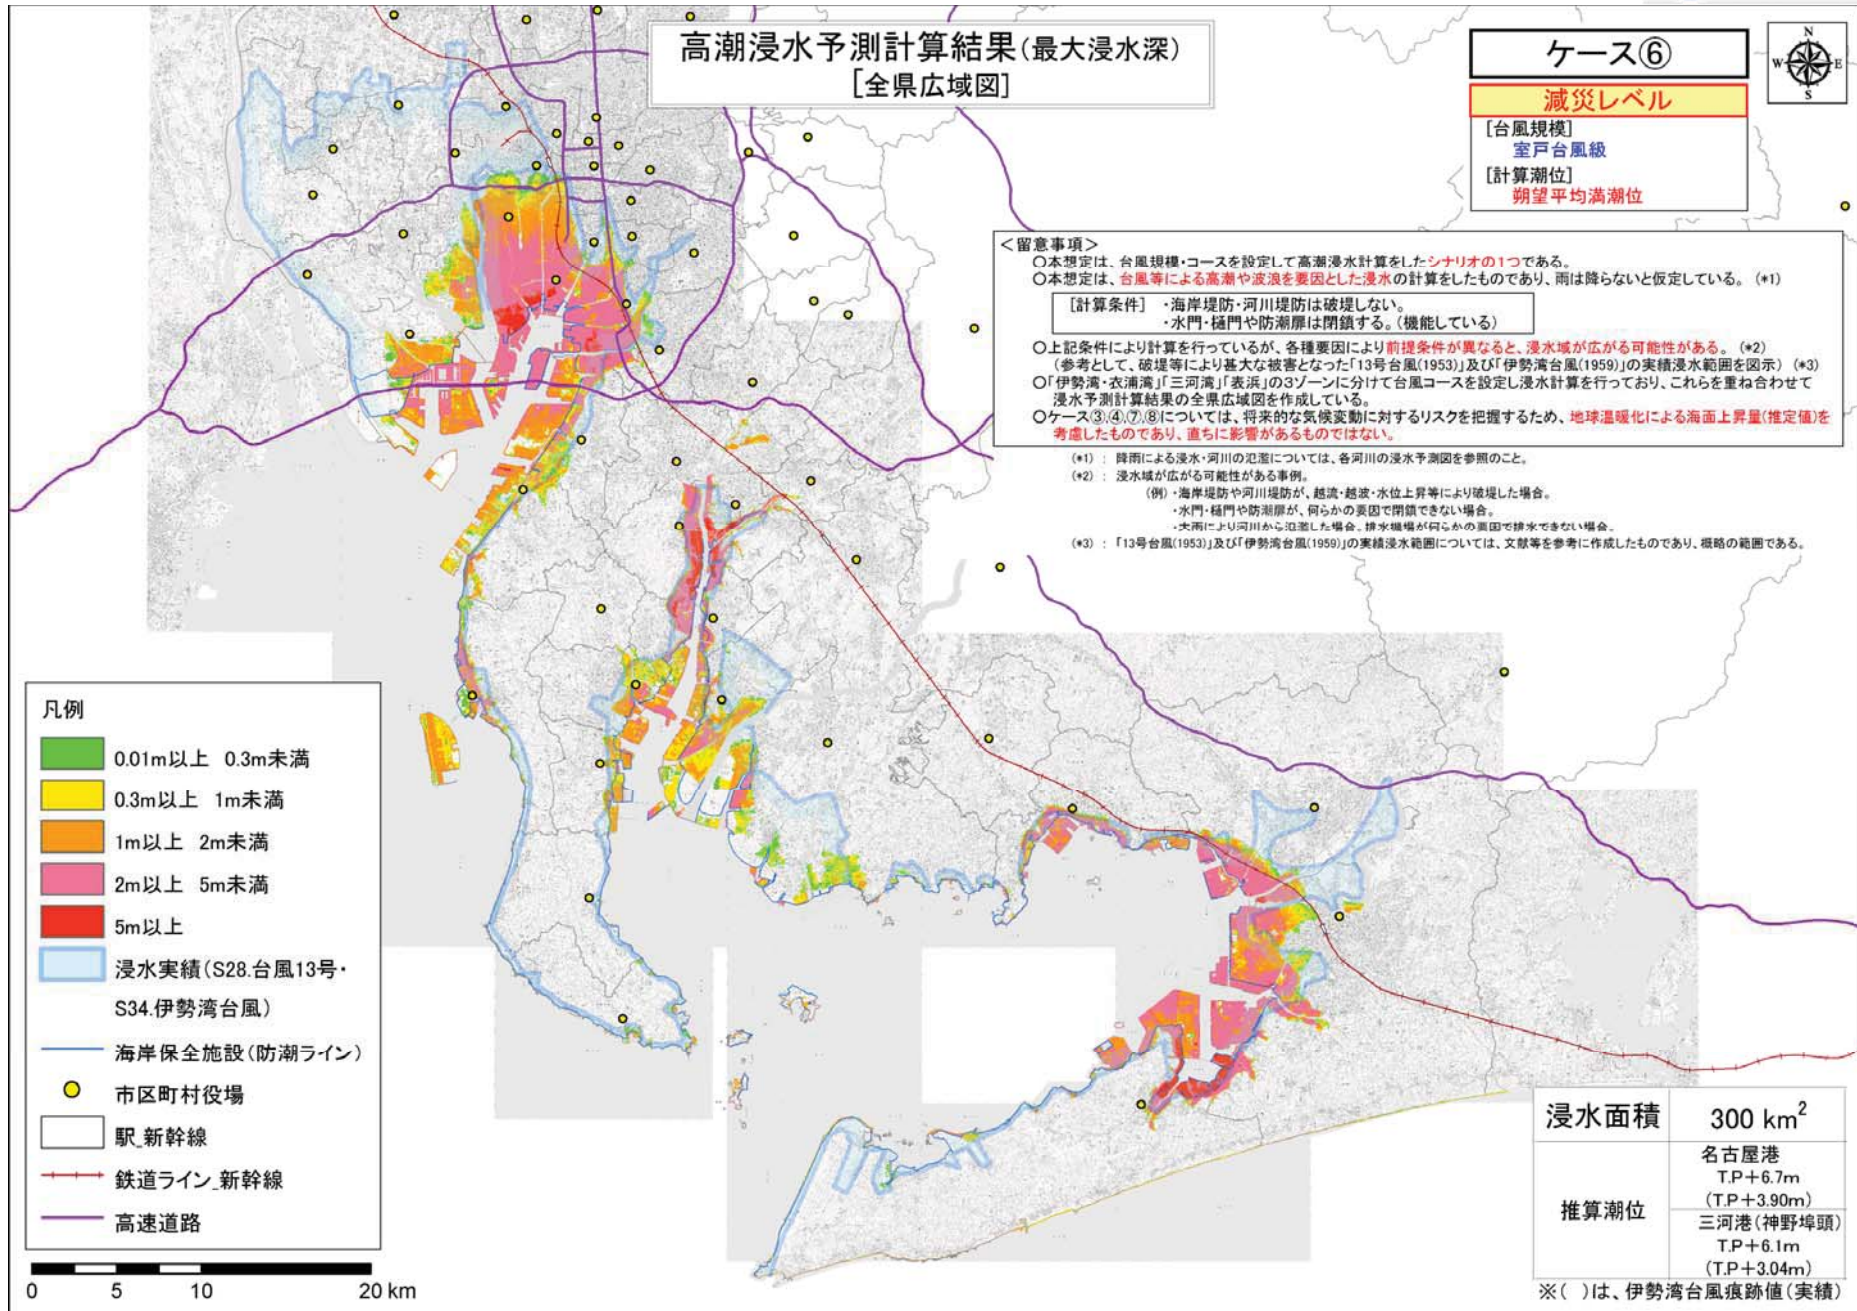 高潮浸水予測計算結果(最大浸水深)
[全県広域図]
ケース⑥
減災レベル
[台風規模]
室戸台風級
[計算潮位]
朔望平均満潮位
N
W E
S
<留意事項>
○本想定は、台風規模・コースを設定して高潮浸水計算をしたシナリオの1つである。
○本想定は、台風等による高潮や波浪を要因とした浸水の計算をしたものであり、雨は降らないと仮定している。 (*1)
[計算条件] ・海岸堤防・河川堤防は破堤しない。
・水門・樋門や防潮扉は閉鎖する。(機能している)
○上記条件により計算を行っているが、各種要因により前提条件が異なると、浸水域が広がる可能性がある。 (*2)
(参考として、破堤等により甚大な被害となった「13号台風(1953)」及び「伊勢湾台風(1959)」の実績浸水範囲を図示) (*3)
○「伊勢湾・衣浦湾」「三河湾」「表浜」の3ゾーンに分けて台風コースを設定し浸水計算を行っており、これらを重ね合わせて
浸水予測計算結果の全県広域図を作成している。
○ケース③,④,⑦,⑧については、将来的な気候変動に対するリスクを把握するため、地球温暖化による海面上昇量(推定値)を
考慮したものであり、直ちに影響があるものではない。
(*1) : 降雨による浸水・河川の氾濫については、各河川の浸水予測図を参照のこと。
(*2) : 浸水域が広がる可能性がある事例。
(例) ・海岸堤防や河川堤防が、越流・越波・水位上昇等により破堤した場合。
・水門・樋門や防潮扉が、何らかの要因で閉鎖できない場合。
・大雨により河川から氾濫した場合。排水機場が何らかの要因で排水できない場合。
(*3) : 「13号台風(1953)」及び「伊勢湾台風(1959)」の実績浸水範囲については、文献等を参考に作成したものであり、概略の範囲である。
凡例
0.01m以上 0.3m未満
0.3m以上 1m未満
1m以上 2m未満
2m以上 5m未満
5m以上
浸水実績(S28.台風13号・
S34.伊勢湾台風)
海岸保全施設(防潮ライン)
市区町村役場
駅_新幹線
鉄道ライン_新幹線
高速道路
0 5 10 20 km
浸水面積 300 km²
推算潮位
名古屋港
T.P+6.7m
(T.P+3.90m)
三河港(神野埠頭)
T.P+6.1m
(T.P+3.04m)
※( )は、伊勢湾台風痕跡値(実績)